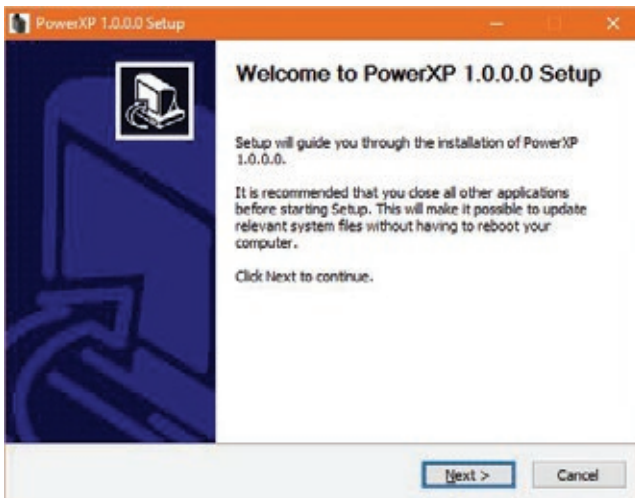 PowerXP 1.0.0.0 Setup
Welcome to PowerXP 1.0.0.0 Setup
Setup will guide you through the installation of PowerXP
1.0.0.0.
It is recommended that you close all other applications
before starting Setup. This will make it possible to update
relevant system files without having to reboot your
computer.
Click Next to continue.
Next >
Cancel